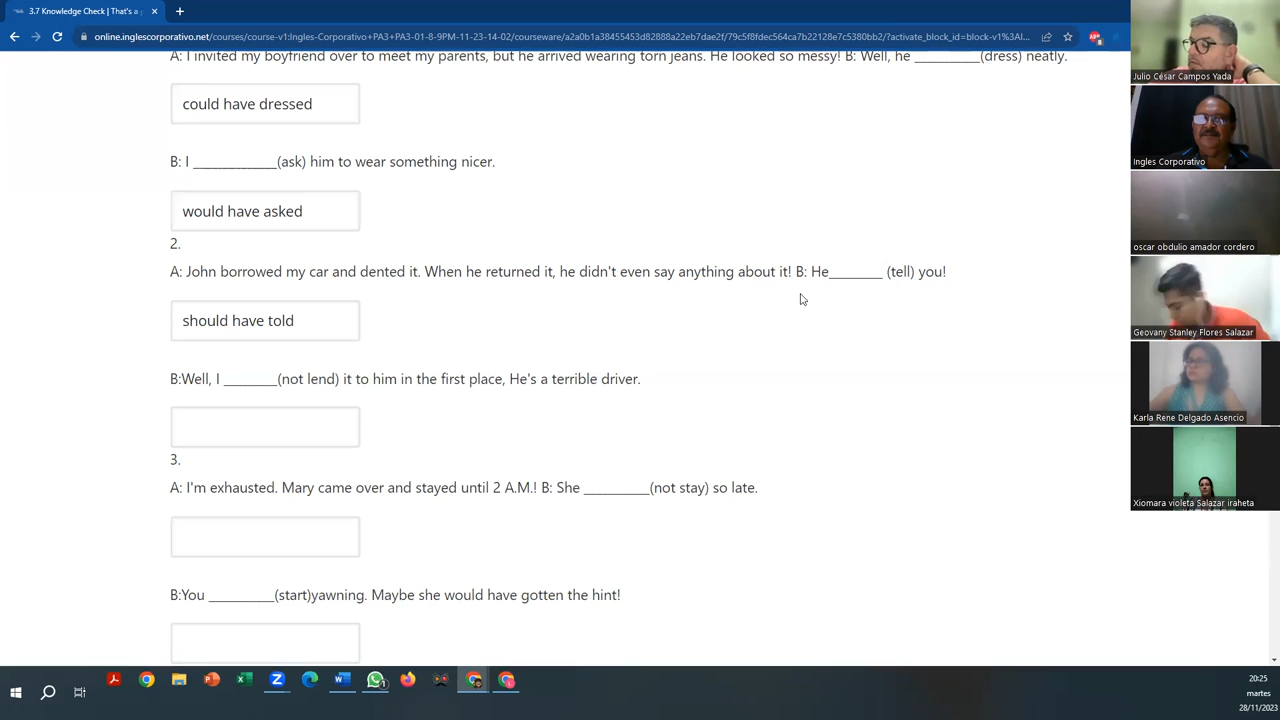 3.7 Knowledge Check | That's a
online.inglescorporativo.net/courses/course-v1:Ingles-Corporativo+PA3+PA3-01-8-9PM-11-23-14-02/courseware/a2a0b1a38455453d82888a22eb7dae2f/79c5f8fdec564ca7b22128e7c5380bb2/?activate_block_id=block-v1%3AI...
A: I invited my boyfriend over to meet my parents, but he arrived wearing torn jeans. He looked so messy! B: Well, he __________(dress) neatly.
could have dressed
B: I _____________(ask) him to wear something nicer.
would have asked
2.
A: John borrowed my car and dented it. When he returned it, he didn't even say anything about it! B: He________ (tell) you!
should have told
B:Well, I ________(not lend) it to him in the first place, He's a terrible driver.
3.
A: I'm exhausted. Mary came over and stayed until 2 A.M.! B: She __________(not stay) so late.
B:You __________(start)yawning. Maybe she would have gotten the hint!
Julio César Campos Yada
Ingles Corporativo
oscar obdulio amador cordero
Geovany Stanley Flores Salazar
Karla Rene Delgado Asencio
Xiomara violeta Salazar iraheta
20:25
martes
28/11/2023